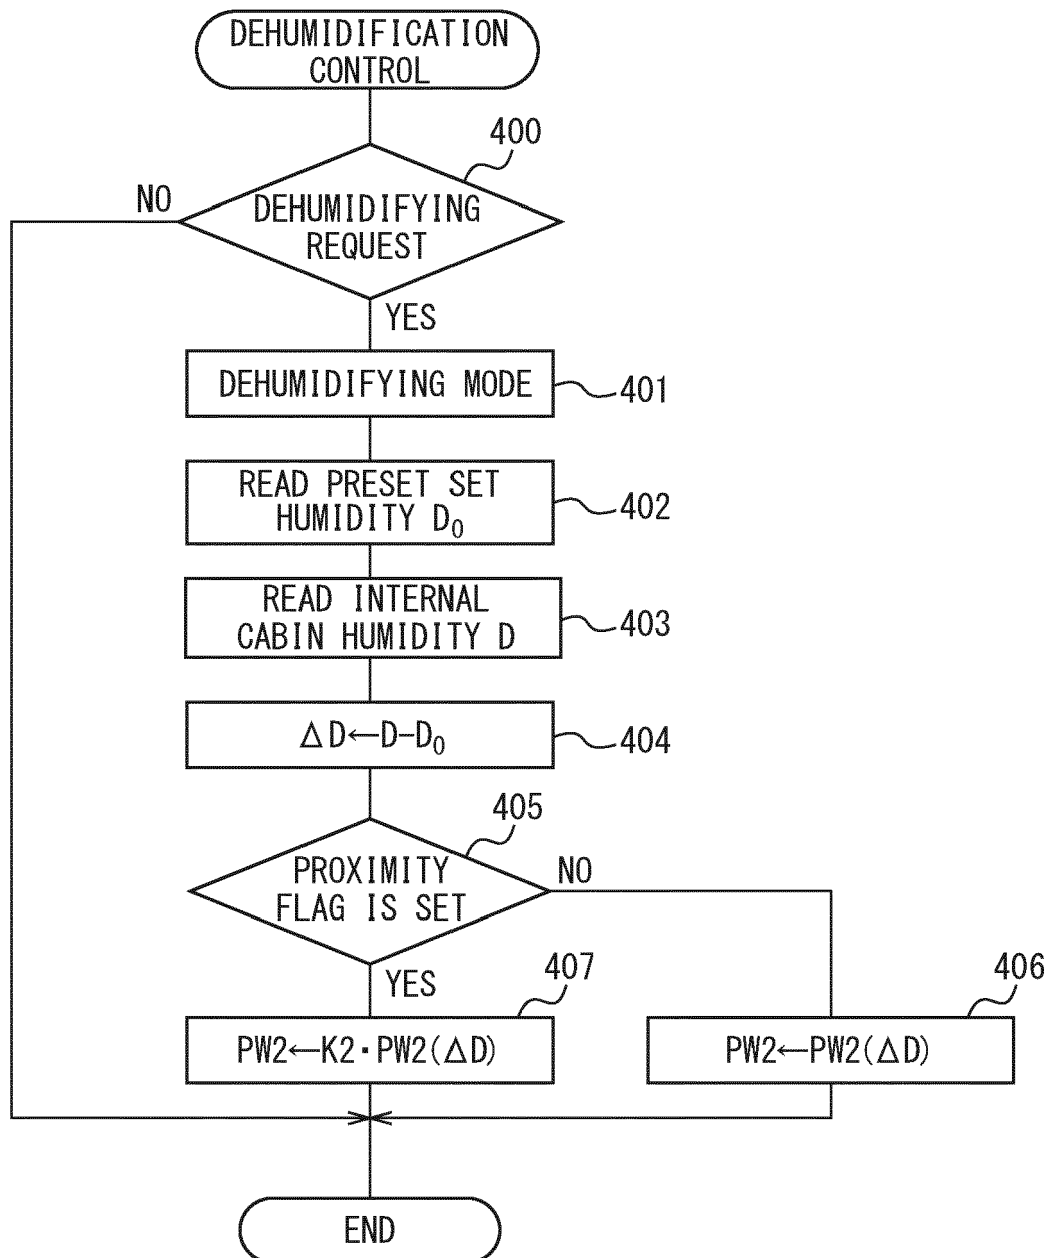 DEHUMIDIFICATION
CONTROL
400
NO
DEHUMIDIFYING
REQUEST
YES
DEHUMIDIFYING MODE
401
READ PRESET SET
HUMIDITY D₀
402
READ INTERNAL
CABIN HUMIDITY D
403
ΔD←D−D₀
404
405
PROXIMITY
FLAG IS SET
NO
YES
407
406
PW2←K2・PW2(ΔD)
PW2←PW2(ΔD)
END